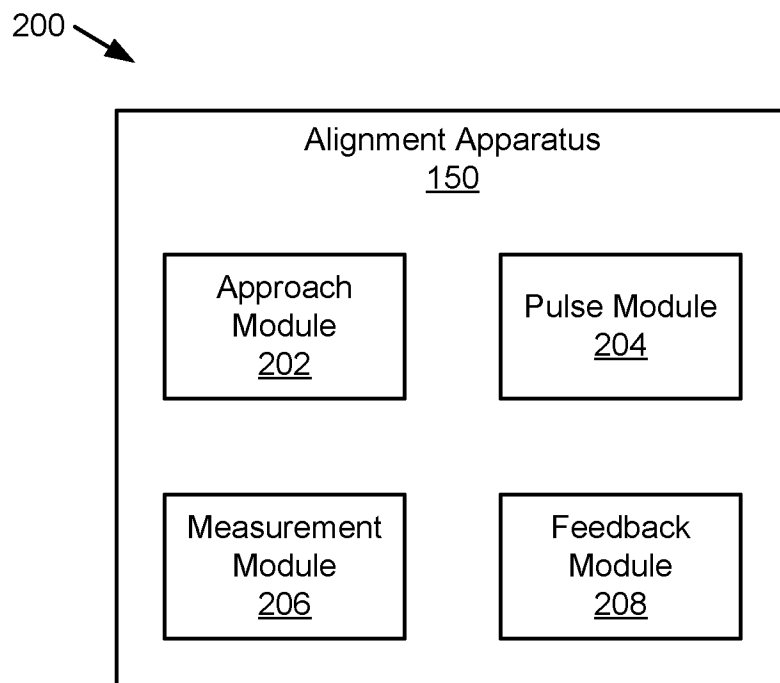 200
Alignment Apparatus
150
Approach
Module
202
Pulse Module
204
Measurement
Module
206
Feedback
Module
208